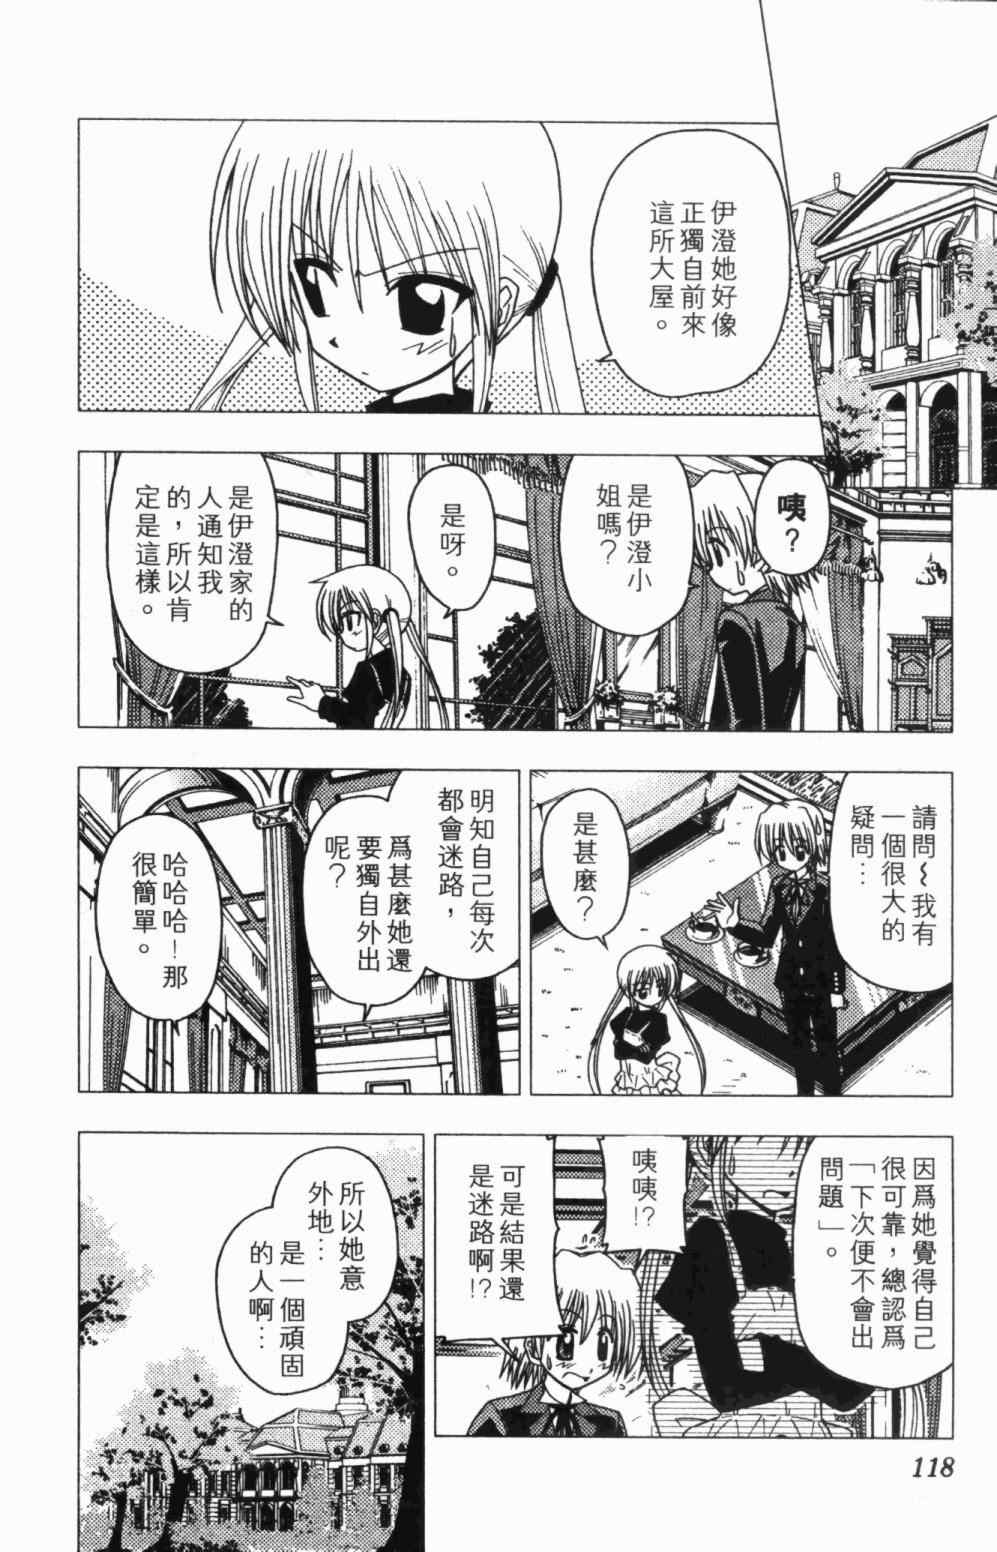 伊澄她好像
正獨自前來
這所大屋。
咦？
是伊澄小
姐嗎？
是呀。
是伊澄家的
人通知我
的，所以肯
定是這樣。
請問～我有
一個很大的
疑問…
是甚麼？
明知自己每次
都會迷路，
爲甚麼她還
要獨自外出
呢？
哈哈哈！那
很簡單。
因爲她覺得自己
很可靠，總認爲
「下次便不會出
問題」。
咦咦!?
可是結果還
是迷路啊!?
所以她意
外地…
是一個頑固
的人啊…
118